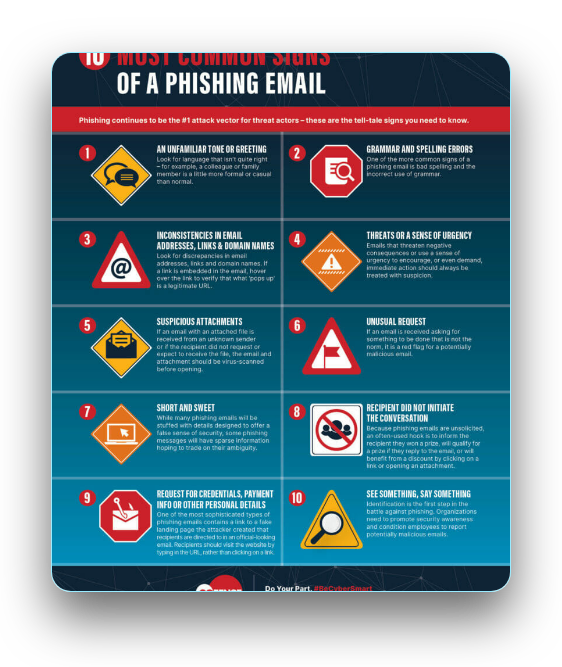 10 MOST COMMON SIGNS
OF A PHISHING EMAIL
Phishing continues to be the #1 attack vector for threat actors – these are the tell-tale signs you need to know.
1
AN UNFAMILIAR TONE OR GREETING
Look for language that isn't quite right
– for example, a colleague or family
member is a little more formal or casual
than normal.
2
GRAMMAR AND SPELLING ERRORS
One of the more common signs of a
phishing email is bad spelling and the
incorrect use of grammar.
3
INCONSISTENCIES IN EMAIL
ADDRESSES, LINKS & DOMAIN NAMES
Look for discrepancies in email
addresses, links and domain names. If
a link is embedded in the email, hover
over the link to verify that what 'pops up'
is a legitimate URL.
@
4
THREATS OR A SENSE OF URGENCY
Emails that threaten negative
consequences or use a sense of
urgency to encourage, or even demand,
immediate action should always be
treated with suspicion.
5
SUSPICIOUS ATTACHMENTS
If an email with an attached file is
received from an unknown sender
or if the recipient did not request or
expect to receive the file, the email and
attachment should be virus-scanned
before opening.
6
UNUSUAL REQUEST
If an email is received asking for
something to be done that is not the
norm, it is a red flag for a potentially
malicious email.
7
SHORT AND SWEET
While many phishing emails will be
stuffed with details designed to offer a
false sense of security, some phishing
messages will have sparse information
hoping to trade on their ambiguity.
8
RECIPIENT DID NOT INITIATE
THE CONVERSATION
Because phishing emails are unsolicited,
an often-used hook is to inform the
recipient they won a prize, will qualify for
a prize if they reply to the email, or will
benefit from a discount by clicking on a
link or opening an attachment.
9
REQUEST FOR CREDENTIALS, PAYMENT
INFO OR OTHER PERSONAL DETAILS
One of the most sophisticated types of
phishing emails contains a link to a fake
landing page the attacker created that
recipients are directed to in an official-looking
email. Recipients should visit the website by
typing in the URL, rather than clicking on a link.
10
SEE SOMETHING, SAY SOMETHING
Identification is the first step in the
battle against phishing. Organizations
need to promote security awareness
and condition employees to report
potentially malicious emails.
Do Your Part. #BeCyberSmart